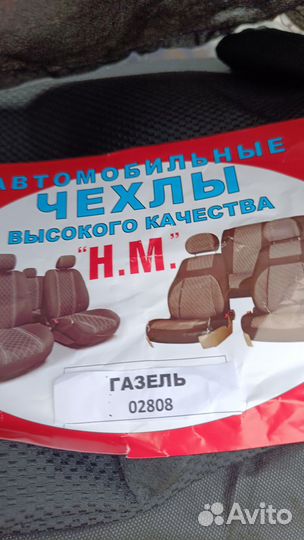 АВТОМОБИЛЬНЫЕ
ЧЕХЛЫ
ВЫСОКОГО КАЧЕСТВА
"Н.М."
ГАЗЕЛЬ
02808
Avito